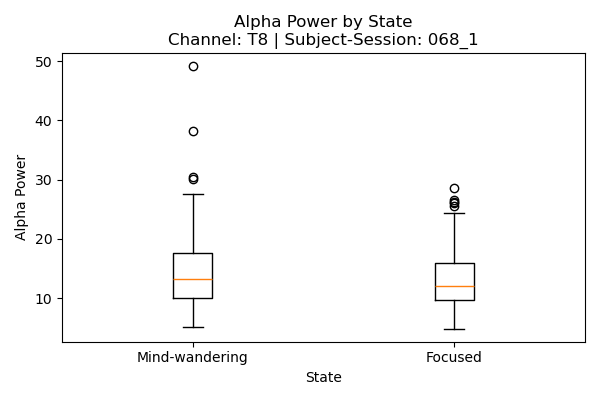 Alpha Power by State
Channel: T8 | Subject-Session: 068_1
Alpha Power
50
40
30
20
10
Mind-wandering
Focused
State